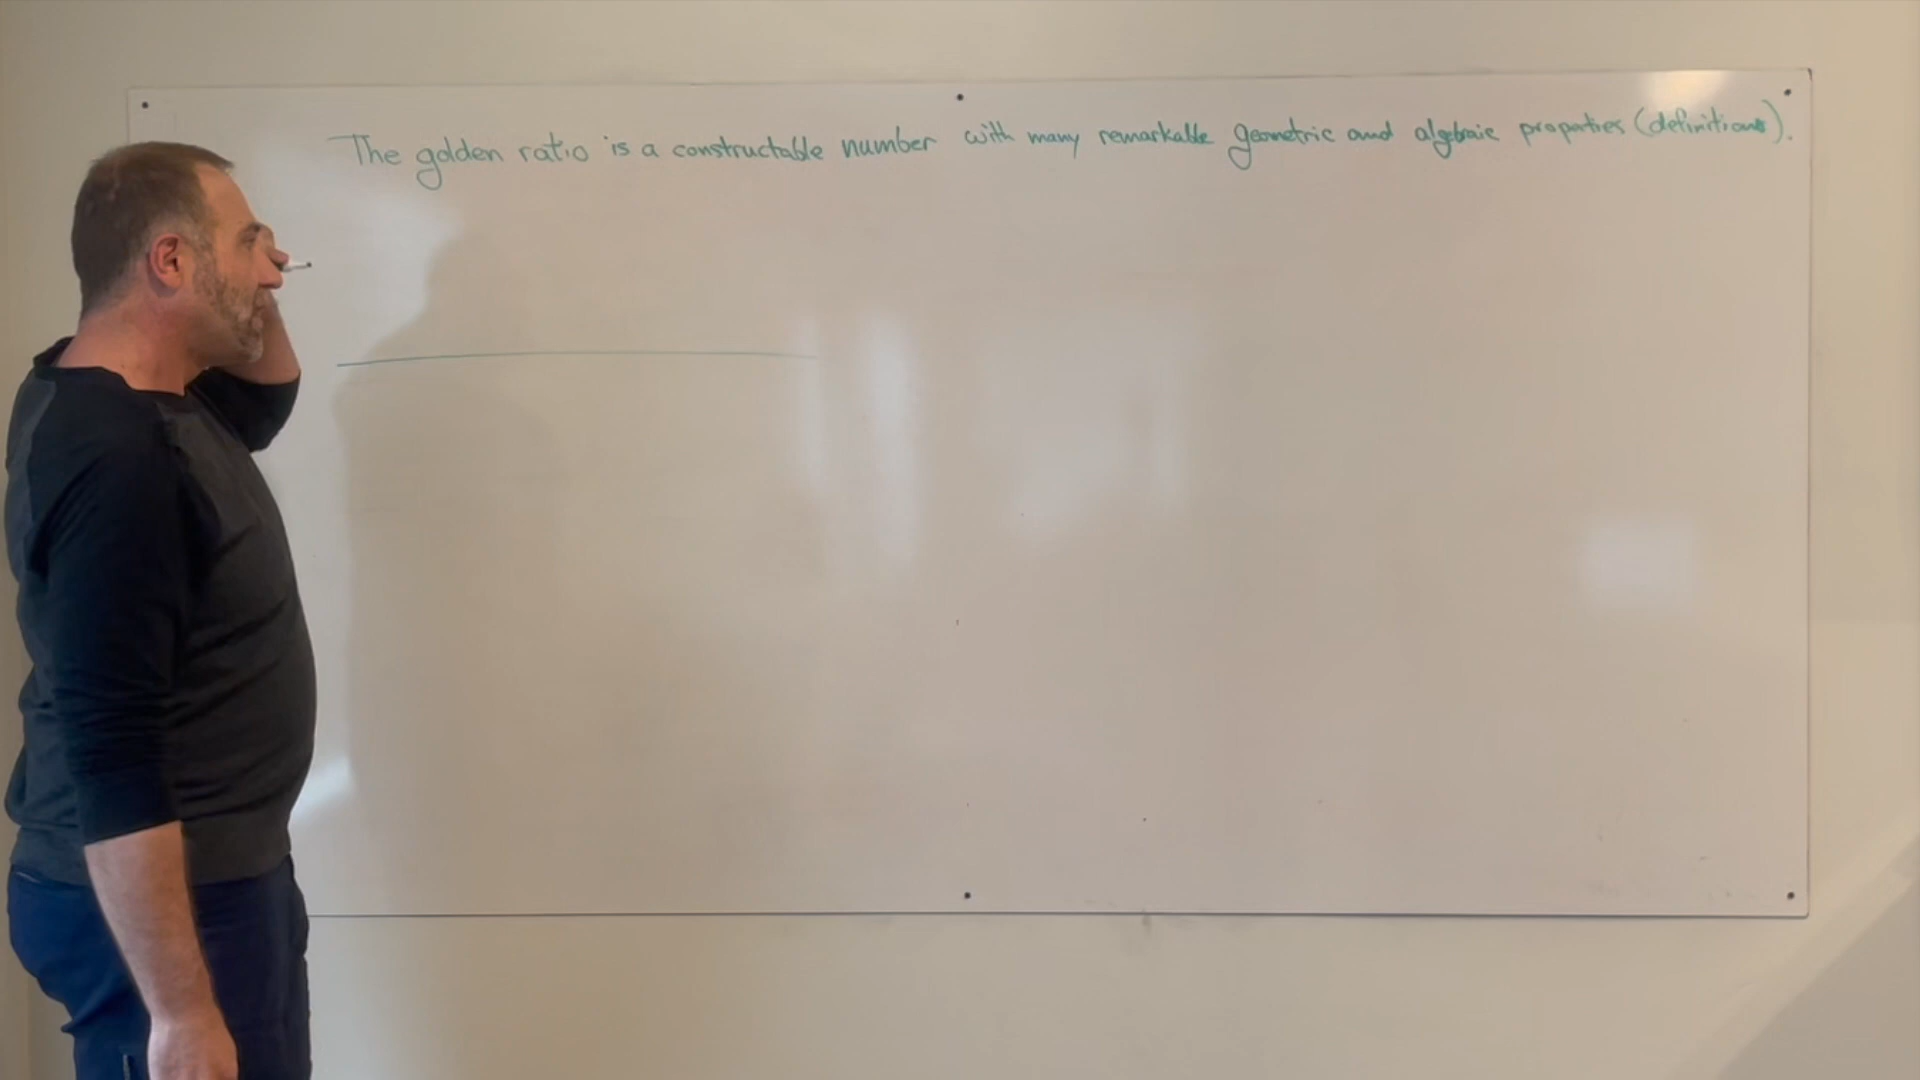 The golden ratio is a constructable number with many remarkable geometric and algebraic properties (definitions).